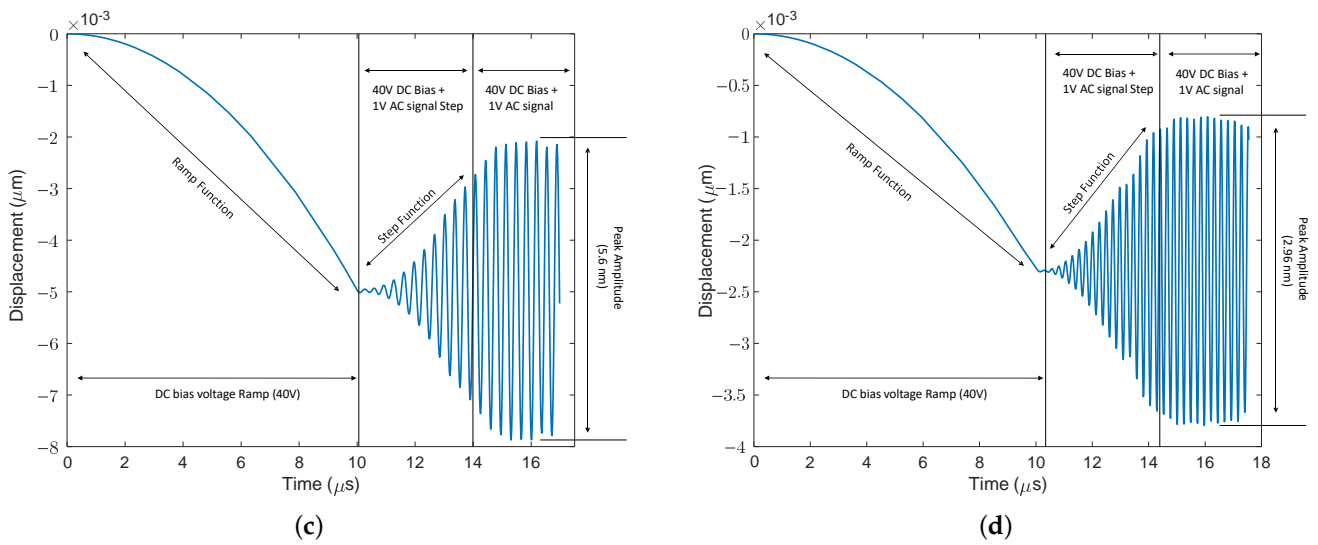 × 10⁻³
0
−1
−2
−3
−4
−5
−6
−7
−8
Displacement (μm)
0 2 4 6 8 10 12 14 16
Time (μs)
40V DC Bias +
1V AC signal Step
40V DC Bias +
1V AC signal
Ramp Function
Step Function
DC bias voltage Ramp (40V)
Peak Amplitude
(5.6 nm)
(c)
× 10⁻³
0
−0.5
−1
−1.5
−2
−2.5
−3
−3.5
−4
Displacement (μm)
0 2 4 6 8 10 12 14 16 18
Time (μs)
40V DC Bias +
1V AC signal Step
40V DC Bias +
1V AC signal
Ramp Function
Step Function
DC bias voltage Ramp (40V)
Peak Amplitude
(2.96 nm)
(d)